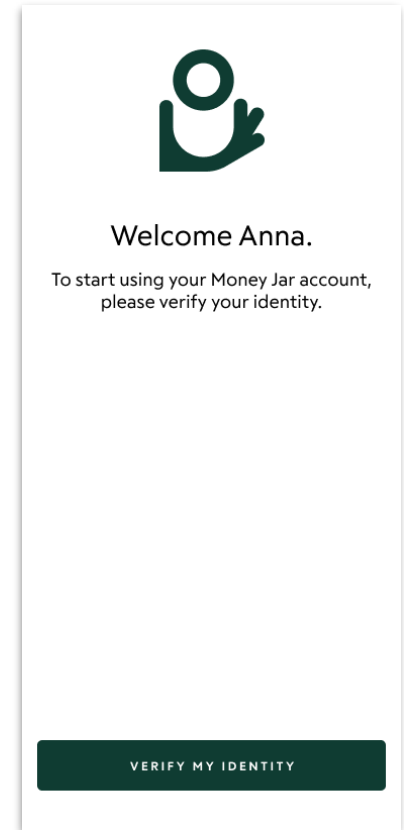 Welcome Anna.
To start using your Money Jar account,
please verify your identity.
VERIFY MY IDENTITY